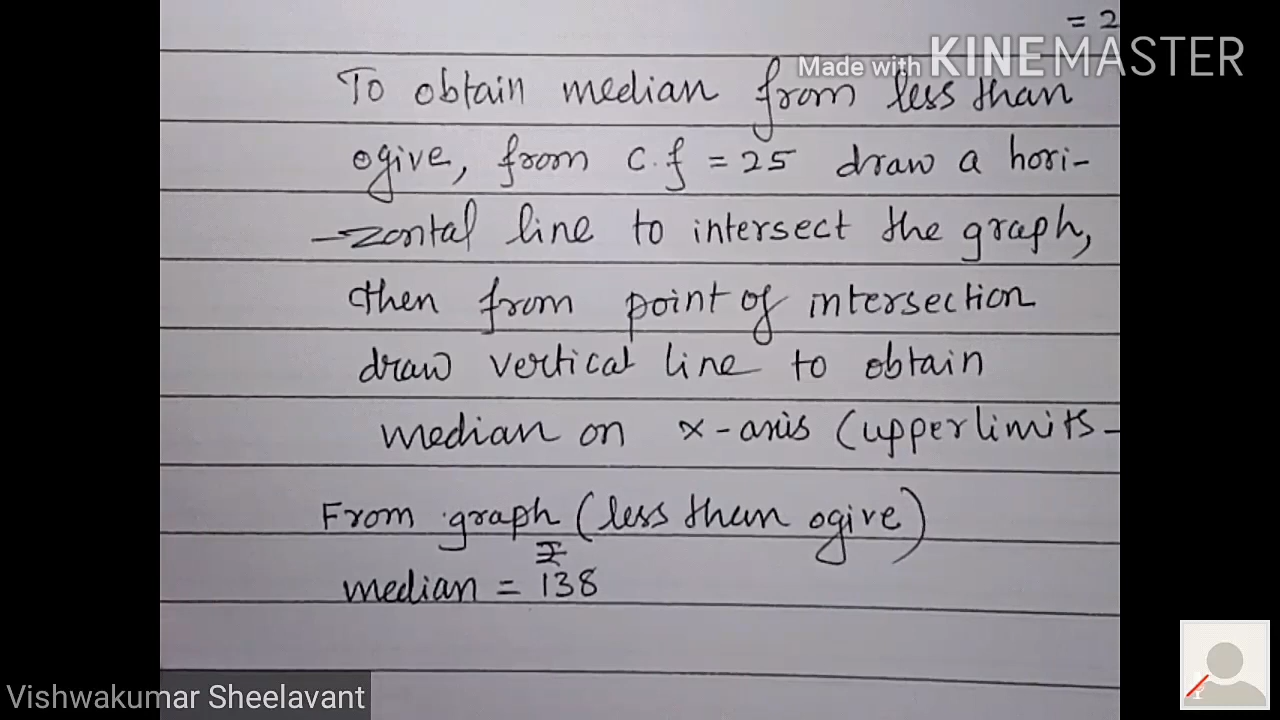 = 2
Made with KINEMASTER
To obtain median from less than
ogive, from c.f = 25 draw a hori-
-zontal line to intersect the graph,
then from point of intersection
draw vertical line to obtain
median on x-axis (upperlimits-
From graph (less than ogive)
₹
median = 138
Vishwakumar Sheelavant